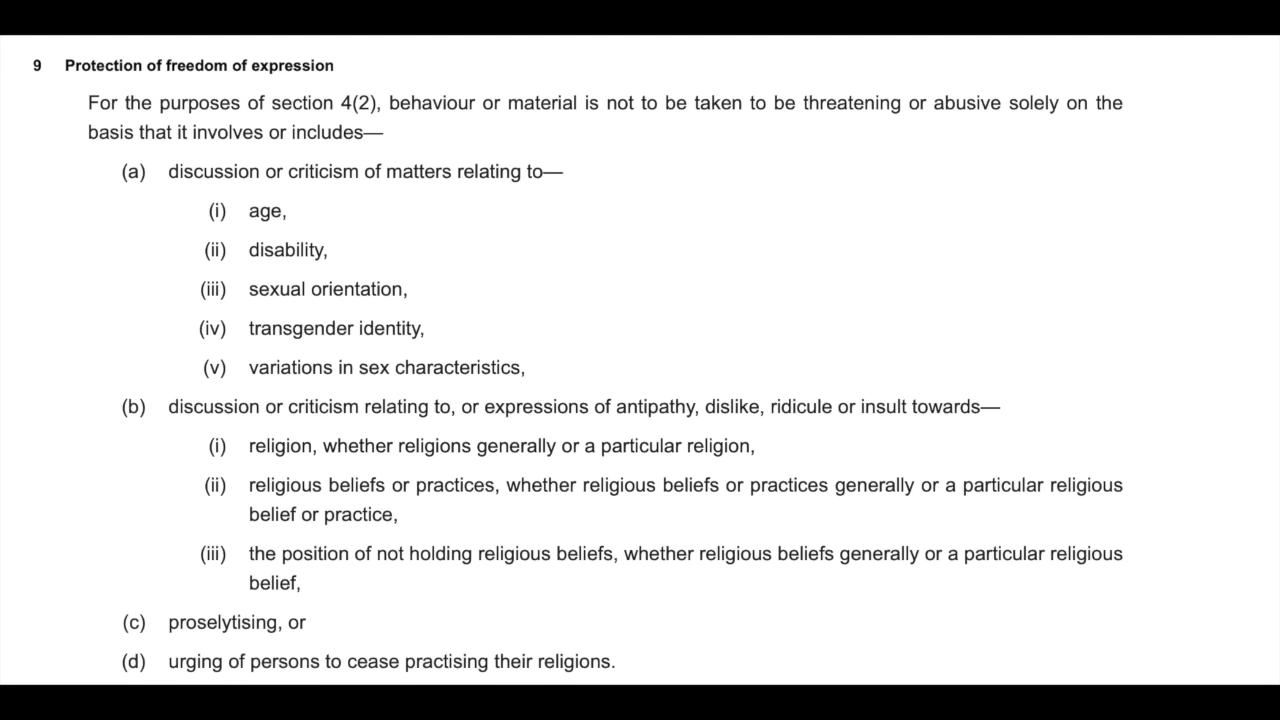 9 Protection of freedom of expression
For the purposes of section 4(2), behaviour or material is not to be taken to be threatening or abusive solely on the
basis that it involves or includes—
(a) discussion or criticism of matters relating to—
(i) age,
(ii) disability,
(iii) sexual orientation,
(iv) transgender identity,
(v) variations in sex characteristics,
(b) discussion or criticism relating to, or expressions of antipathy, dislike, ridicule or insult towards—
(i) religion, whether religions generally or a particular religion,
(ii) religious beliefs or practices, whether religious beliefs or practices generally or a particular religious
belief or practice,
(iii) the position of not holding religious beliefs, whether religious beliefs generally or a particular religious
belief,
(c) proselytising, or
(d) urging of persons to cease practising their religions.